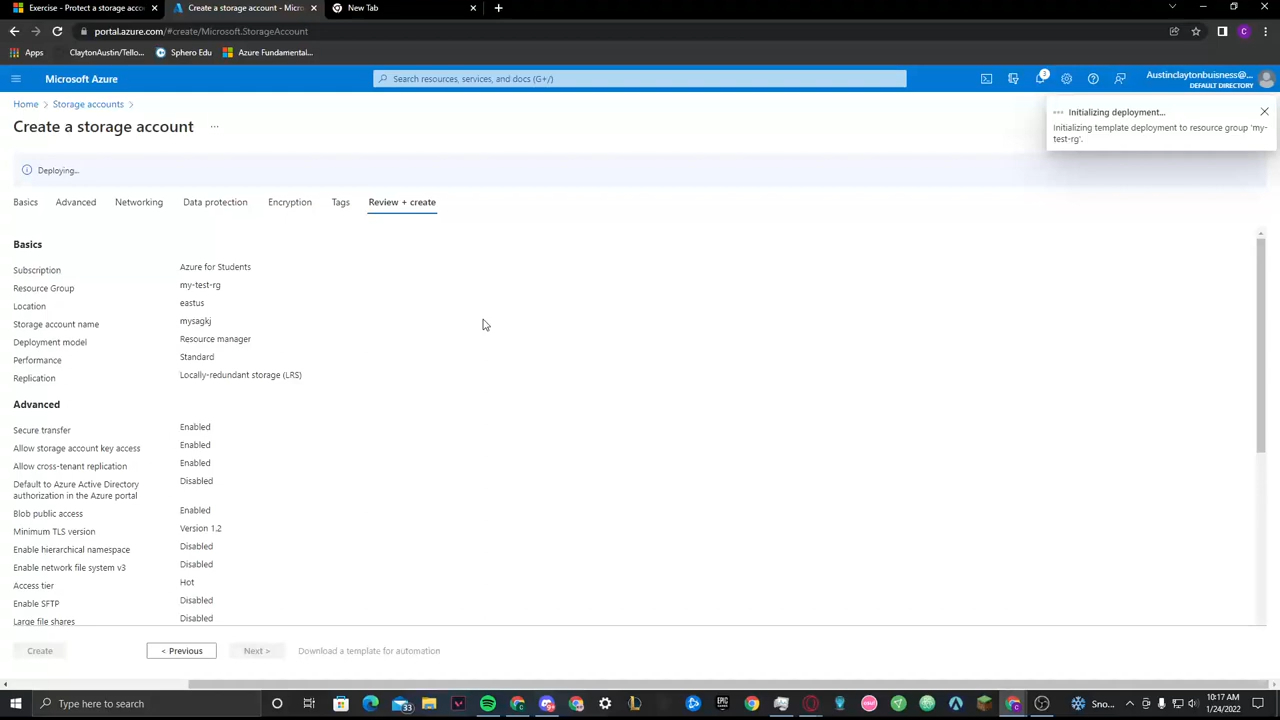 Exercise - Protect a storage accou
Create a storage account - Micro
New Tab
portal.azure.com/#create/Microsoft.StorageAccount
C
Apps
ClaytonAustin/Tello...
Sphero Edu
Azure Fundamental...
Microsoft Azure
Search resources, services, and docs (G+/)
3
Austinclaytonbuisness@...
DEFAULT DIRECTORY
Home > Storage accounts >
Create a storage account ...
Initializing deployment...
Initializing template deployment to resource group 'my-
test-rg'.
Deploying...
Basics Advanced Networking Data protection Encryption Tags Review + create
Basics
Subscription Azure for Students
Resource Group my-test-rg
Location eastus
Storage account name mysagkj
Deployment model Resource manager
Performance Standard
Replication Locally-redundant storage (LRS)
Advanced
Secure transfer Enabled
Allow storage account key access Enabled
Allow cross-tenant replication Enabled
Default to Azure Active Directory Disabled
authorization in the Azure portal
Blob public access Enabled
Minimum TLS version Version 1.2
Enable hierarchical namespace Disabled
Enable network file system v3 Disabled
Access tier Hot
Enable SFTP Disabled
Large file shares Disabled
Create < Previous Next > Download a template for automation
Type here to search
33
Sno...
10:17 AM
1/24/2022